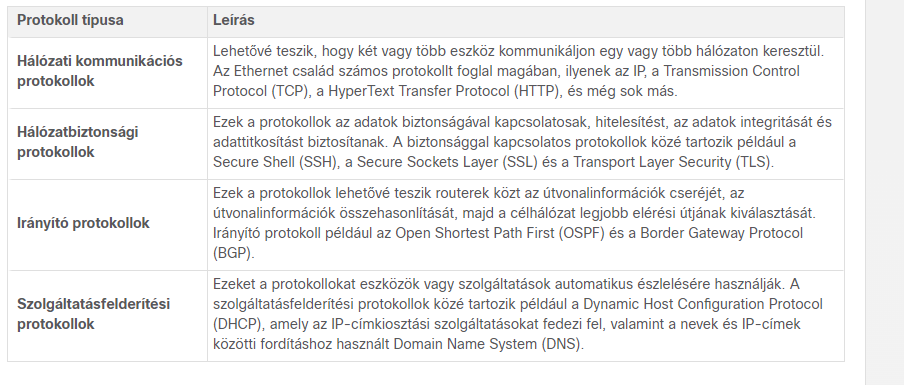 Protokoll típusa
Leírás
Hálózati kommunikációs
protokollok
Lehetővé teszik, hogy két vagy több eszköz kommunikáljon egy vagy több hálózaton keresztül.
Az Ethernet család számos protokollt foglal magában, ilyenek az IP, a Transmission Control
Protocol (TCP), a HyperText Transfer Protocol (HTTP), és még sok más.
Hálózatbiztonsági
protokollok
Ezek a protokollok az adatok biztonságával kapcsolatosak, hitelesítést, az adatok integritását és
adattitkosítást biztosítanak. A biztonsággal kapcsolatos protokollok közé tartozik például a
Secure Shell (SSH), a Secure Sockets Layer (SSL) és a Transport Layer Security (TLS).
Irányító protokollok
Ezek a protokollok lehetővé teszik routerek közt az útvonalinformációk cseréjét, az
útvonalinformációk összehasonlítását, majd a célhálózat legjobb elérési útjának kiválasztását.
Irányító protokoll például az Open Shortest Path First (OSPF) és a Border Gateway Protocol
(BGP).
Szolgáltatásfelderítési
protokollok
Ezeket a protokollokat eszközök vagy szolgáltatások automatikus észlelésére használják. A
szolgáltatásfelderítési protokollok közé tartozik például a Dynamic Host Configuration Protocol
(DHCP), amely az IP-címkiosztási szolgáltatásokat fedezi fel, valamint a nevek és IP-címek
közötti fordításhoz használt Domain Name System (DNS).